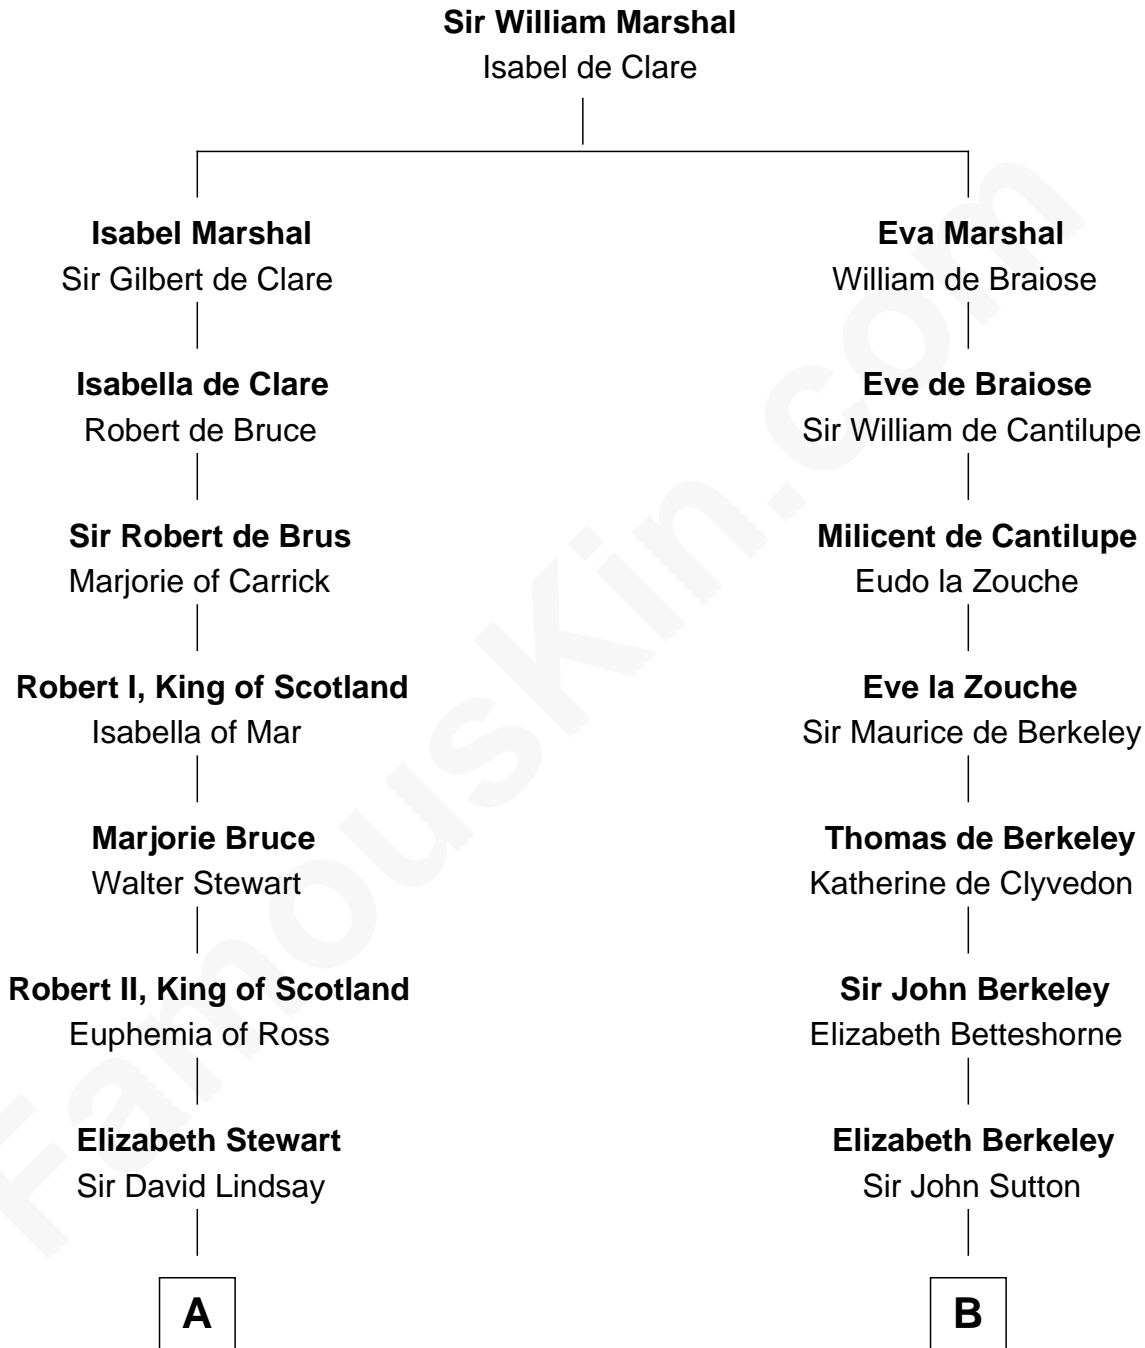 Sir William Marshal
Isabel de Clare
Isabel Marshal
Sir Gilbert de Clare
Eva Marshal
William de Braiose
Isabella de Clare
Robert de Bruce
Eve de Braiose
Sir William de Cantilupe
Sir Robert de Brus
Marjorie of Carrick
Milicent de Cantilupe
Eudo la Zouche
Robert I, King of Scotland
Isabella of Mar
Eve la Zouche
Sir Maurice de Berkeley
Marjorie Bruce
Walter Stewart
Thomas de Berkeley
Katherine de Clyvedon
Robert II, King of Scotland
Euphemia of Ross
Sir John Berkeley
Elizabeth Betteshorne
Elizabeth Stewart
Sir David Lindsay
Elizabeth Berkeley
Sir John Sutton
A
B
FamousKin.com